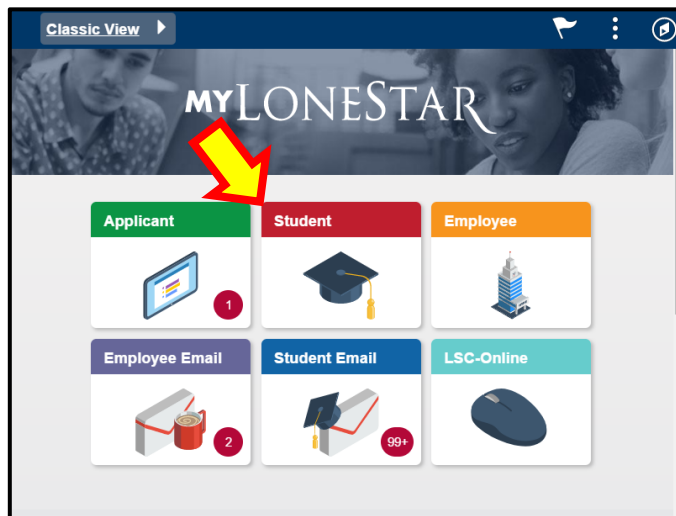 Classic View
MYLONESTAR
Applicant
Student
Employee
1
Employee Email
Student Email
LSC-Online
2
99+